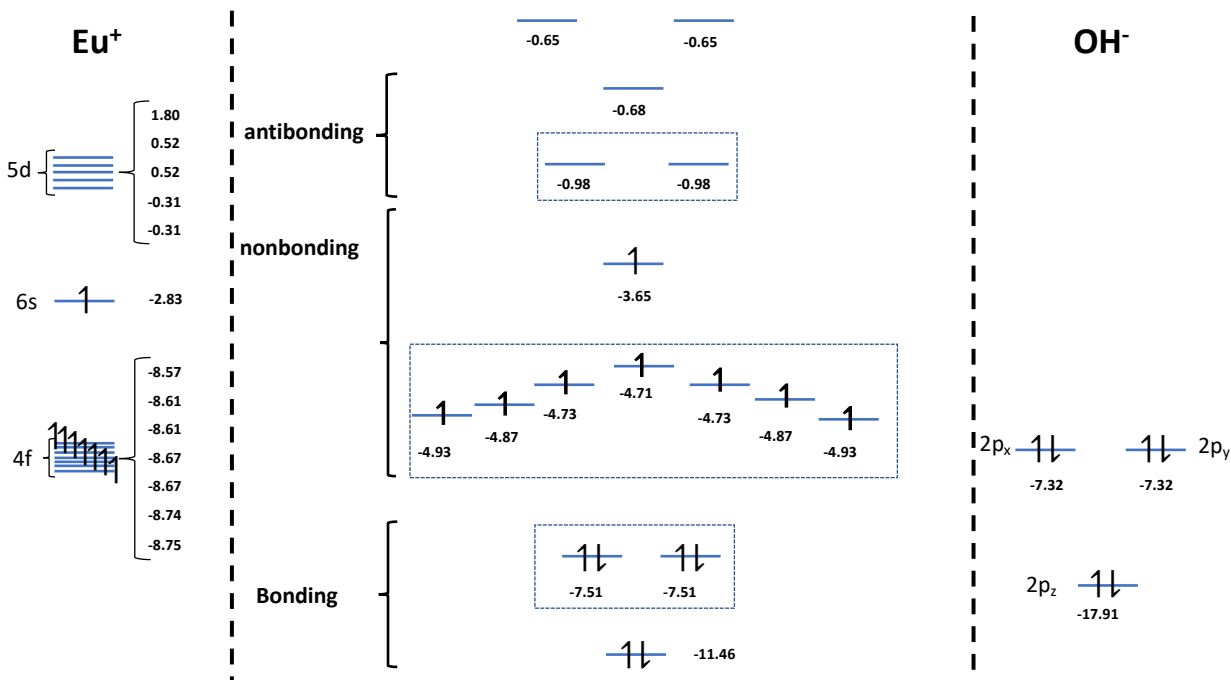 Eu⁺
5d
1.80
0.52
0.52
-0.31
-0.31
6s
-2.83
4f
-8.57
-8.61
-8.61
-8.67
-8.67
-8.74
-8.75
-0.65 -0.65
antibonding
-0.68
-0.98 -0.98
nonbonding
-3.65
-4.93 -4.87 -4.73 -4.71 -4.73 -4.87 -4.93
Bonding
-7.51 -7.51
-11.46
OH⁻
2pₓ 2p_y
-7.32 -7.32
2p_z
-17.91